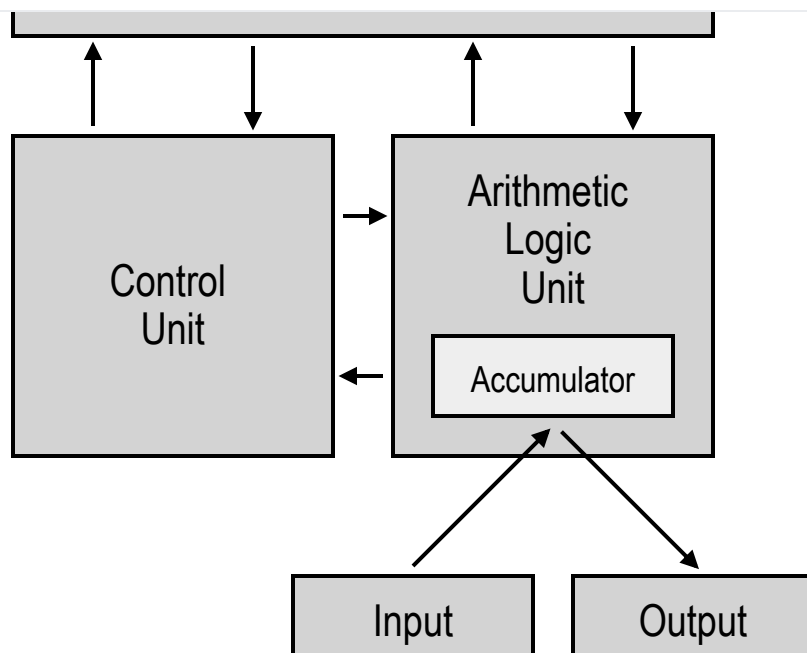 Control
Unit
Arithmetic
Logic
Unit
Accumulator
Input
Output